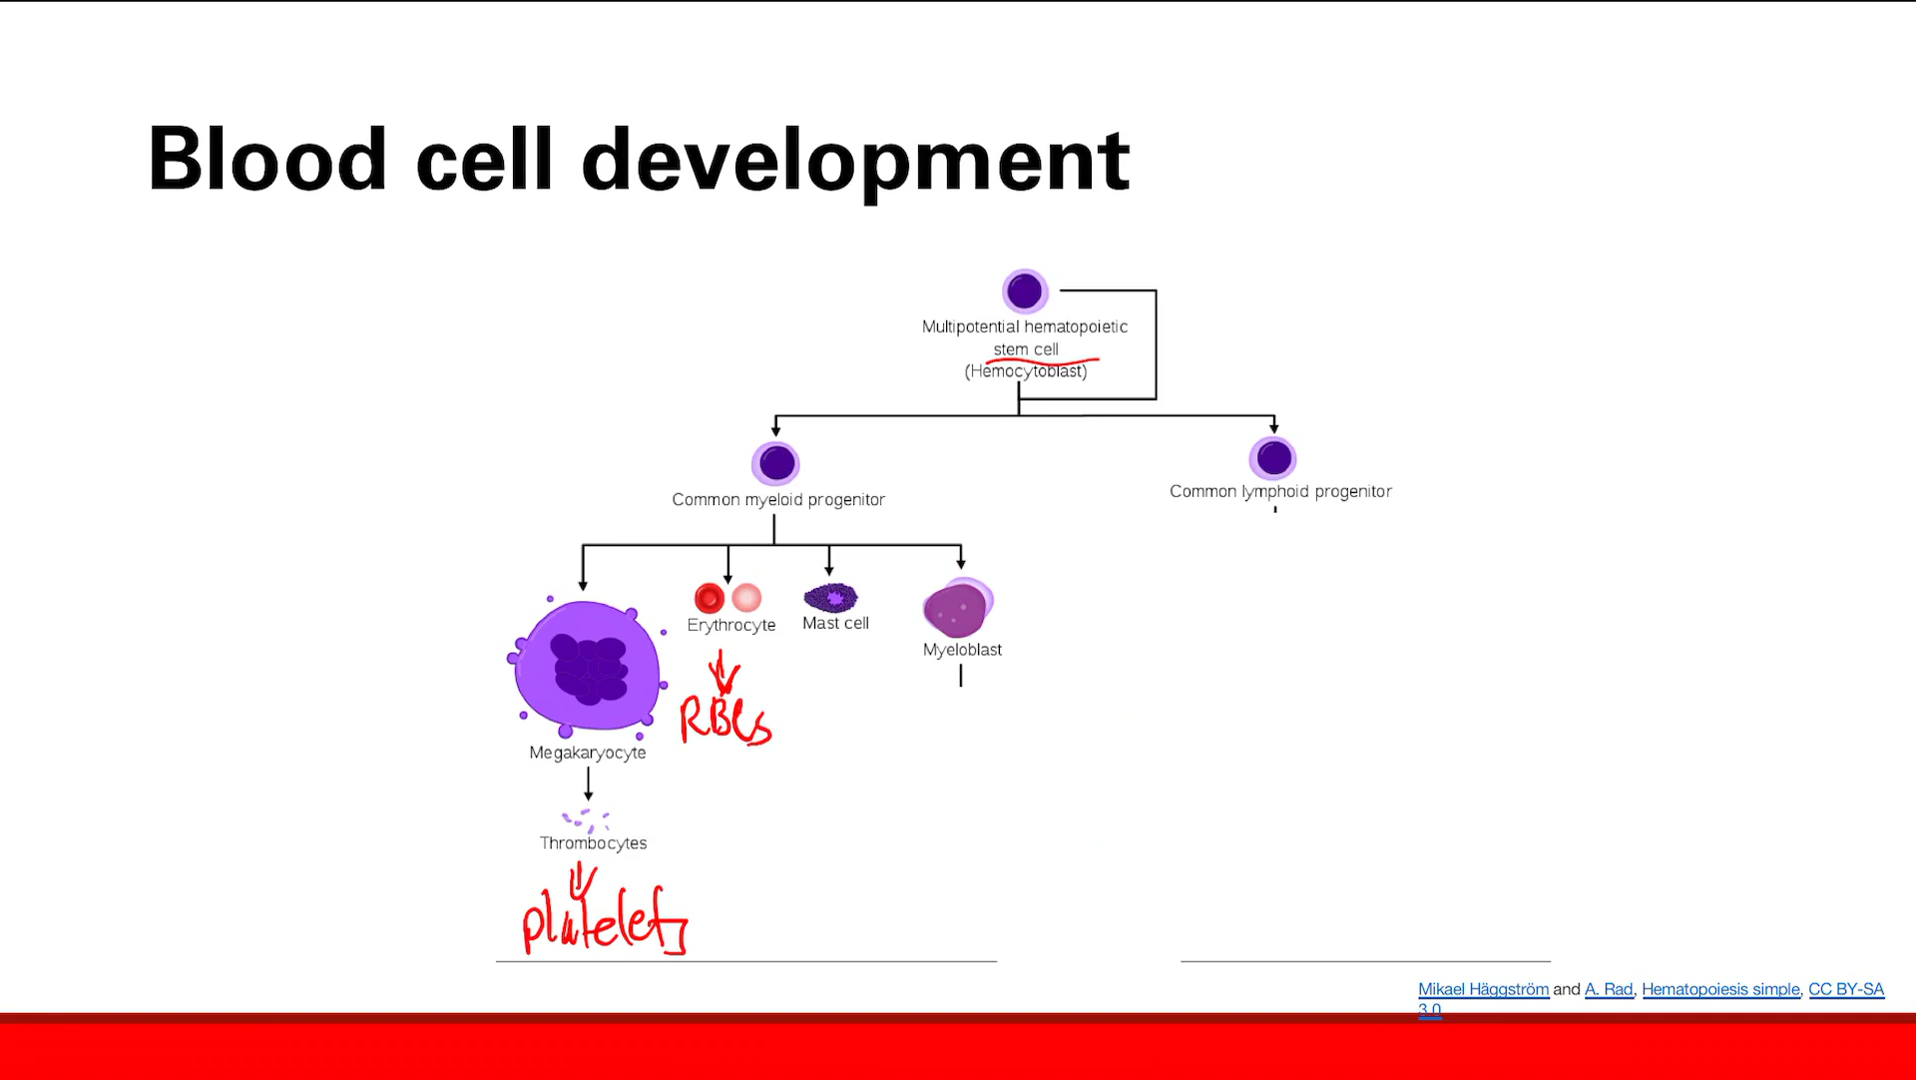 Blood cell development
Multipotential hematopoietic
stem cell
(Hemocytoblast)
Common myeloid progenitor
Common lymphoid progenitor
Erythrocyte
Mast cell
Myeloblast
RBCs
Megakaryocyte
Thrombocytes
platelets
Mikael Häggström and A. Rad, Hematopoiesis simple, CC BY-SA
3.0